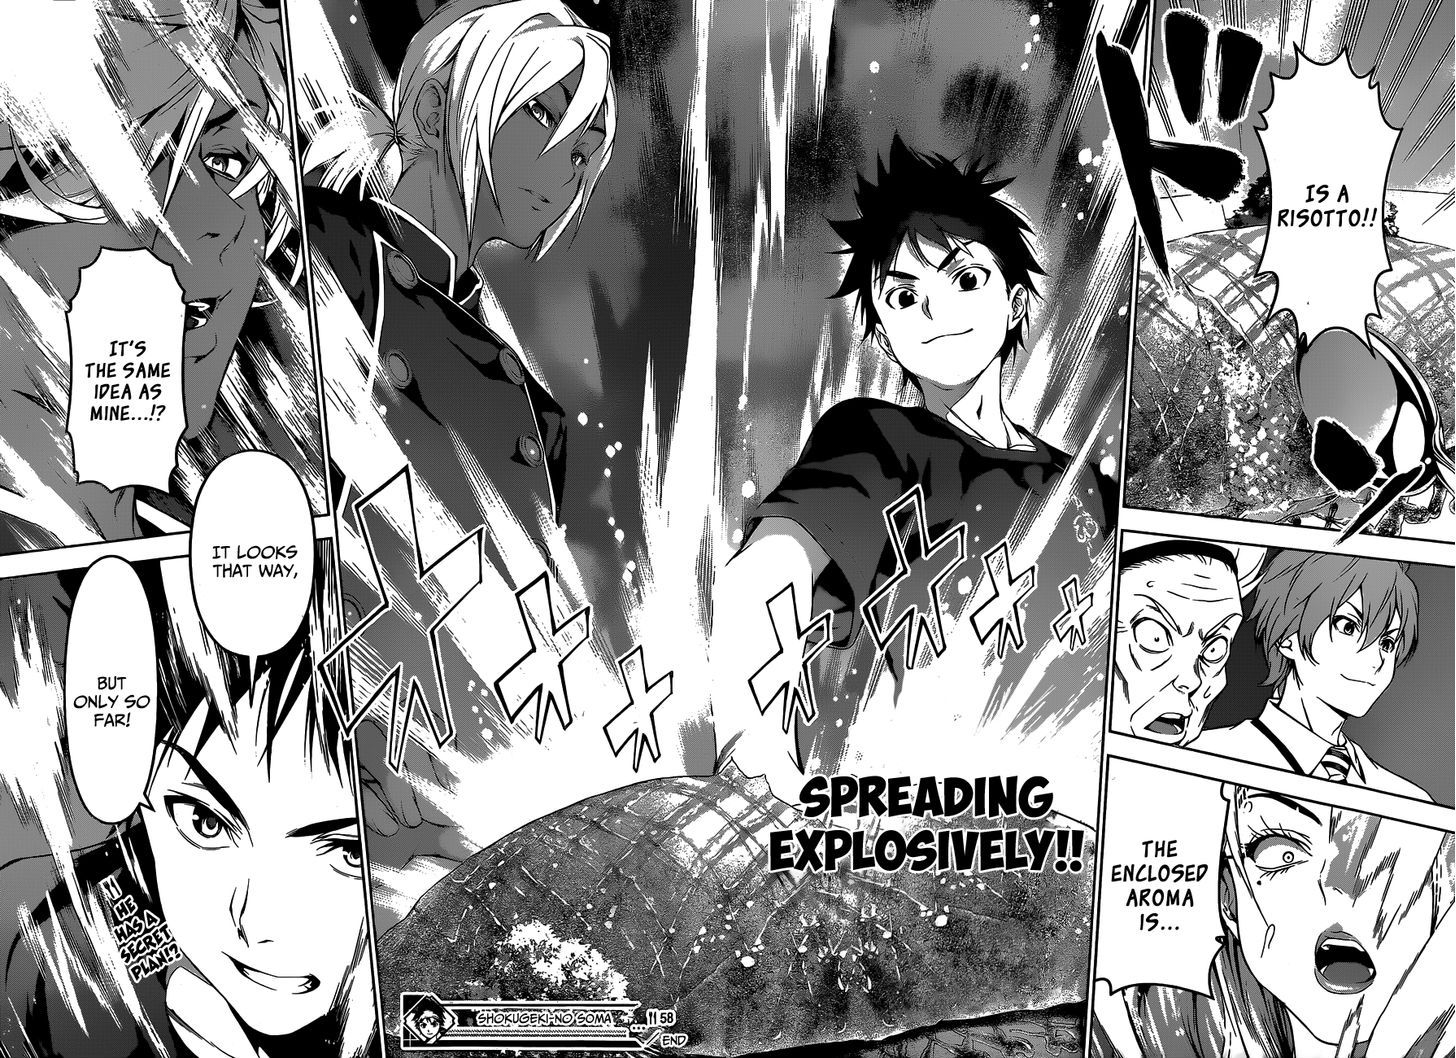 IS A
RISOTTO!!
ド
THE
ENCLOSED
AROMA
IS...
SPREADING
EXPLOSIVELY!!
IT'S
THE SAME
IDEA AS
MINE...!?
IT LOOKS
THAT WAY,
BUT
ONLY SO
FAR!
HE
HAS A
SECRET
PLAN!?
SHOKUGEKI-NO SOMA
... 58
END